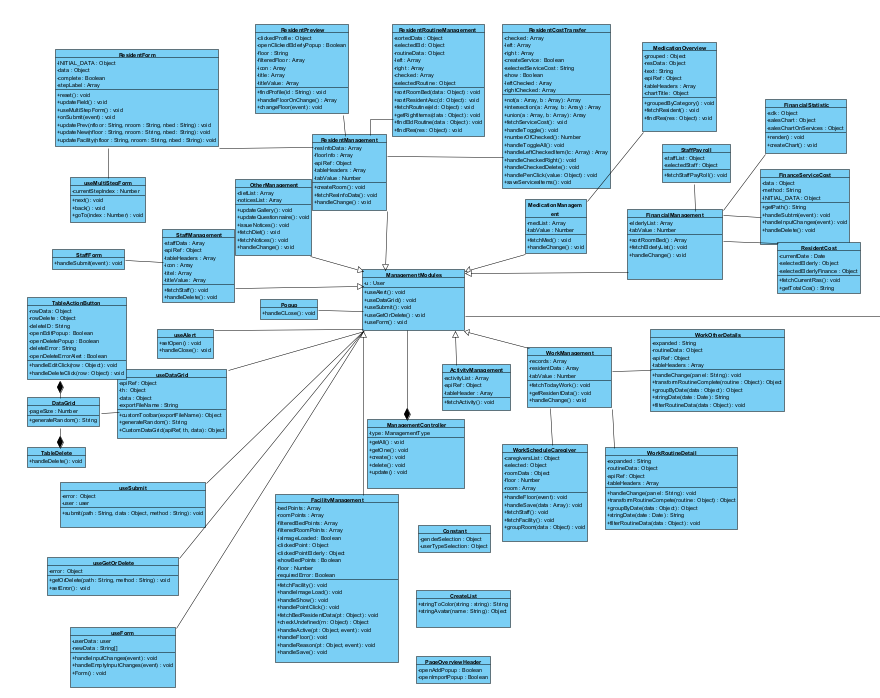 ResidentForm
-INITIAL_DATA : Object
-data : Object
-complete : Boolean
-stepLabel : Array
+reset() : void
+updateField() : void
+useMultiStepForm() : void
+onSubmit(event) : void
+updatePrev(nfloor : String, nroom : String, nbed : String) : void
+updateNew(nfloor : String, nroom : String, nbed : String) : void
+updateFacility(floor : String, nroom : String, nbed : String) : void
ResidentPreview
-clickedProfile : Object
-openClickedElderlyPopup : Boolean
-floor : String
-filteredFloor : Array
-icon : Array
-title : Array
-titleValue : Array
+findProfile(id : String) : void
+handleFloorOnChange() : Array
+changeFloor(event) : void
ResidentRoutineManagement
-sortedData : Object
-selectedId : Object
-routineData : Object
-left : Array
-right : Array
-checked : Array
-selectedRoutine : Object
+sortRoomBed(data : Object) : void
+sortResidentAsc(id : Object) : void
+fetchRoutine(id : Object) : void
+getRightItems(data : Object) : void
+findEldRoutine(data : Object) : void
+findRes(res : Object) : void
ResidentCostTransfer
-checked : Array
-left : Array
-right : Array
-createService : Boolean
-selectedServiceCost : String
-show : Boolean
-leftChecked : Array
-rightChecked : Array
+not(a : Array, b : Array) : Array
+intersection(a : Array, b : Array) : Array
+union(a : Array, b : Array) : Array
+fetchServiceCost() : void
+handleToggle() : void
+numberOfChecked() : Number
+handleToggleAll() : void
+handleLeftCheckedItem(lc : Array) : Array
+handleCheckedRight() : void
+handleCheckedDelete() : void
+handlePenClick(value : Object) : void
+saveServiceItems() : void
MedicationOverview
-grouped : Object
-resData : Object
-text : String
-apiRef : Object
-tableHeaders : Array
-chartTitle : Object
+groupedByCategory() : void
+fetchResident() : void
+findRes(res : Object) : void
FinancialStatistic
-sdk : Object
-salesChart : Object
-salesChartOnServices : Object
+render() : void
+createChart() : void
StaffPayroll
-staffList : Object
-selectedStaff : Object
+fetchStaffPayRoll() : void
ResidentManagement
-resInfoData : Array
-floorInfo : Array
-apiRef : Object
-tableHeaders : Array
-tabValue : Number
+createRoom() : void
+fetchResInfoData() : void
+handleChange() : void
useMultiStepForm
-currentStepIndex : Number
+next() : void
+back() : void
+goTo(index : Number) : void
OtherManagement
-dietList : Array
-noticesList : Array
+updateGallery() : void
+updateQuestionnaire() : void
+issueNotices() : void
+fetchDiet() : void
+fetchNotices() : void
+handleChange() : void
FinanceServiceCost
-data : Object
-method : String
-INITIAL_DATA : Object
+getPath() : String
+handleSubmit(event) : void
+handleInputChanges(event) : void
+handleDelete() : void
MedicationManagem
ent
-medList : Array
-tabValue : Number
+fetchMed() : void
+handleChange() : void
FinancialManagement
-elderlyList : Array
-tabValue : Number
+sortRoomBed() : void
+fetchElderlyList() : void
+handleChange() : void
StaffManagement
-staffData : Array
-apiRef : Object
-tableHeaders : Array
-icon : Array
-titel : Array
-titleValue : Array
+fetchStaff() : void
+handleDelete() : void
StaffForm
+handleSubmit(event) : void
ResidentCost
-currentDate : Date
-selectedElderly : Object
-selectedElderlyFinance : Object
+fetchCurrentRes() : void
+getTotalCos() : String
ManagementModules
-u : User
+useAlert() : void
+useDataGrid() : void
+useSubmit() : void
+useGetOrDelete() : void
+useForm() : void
Popup
+handleCLose() : void
TableActionButton
-rowData : Object
-rowDelete : Object
-deleteID : String
-openEditPopup : Boolean
-openDeletePopup : Boolean
-deleteError : String
-openDeleteErrorAlert : Boolean
+handleEditClick(row : Object) : void
+handleDeleteClick(row : Object) : void
useAlert
+setOpen() : void
+handleClose() : void
WorkOtherDetails
-expanded : String
-routineData : Object
-apiRef : Object
-tableHeaders : Array
+handleChange(panel : String) : void
+transformRoutineComplete(routine : Object) : Object
+groupByDate(data : Object) : Object
+stringDate(date : Date) : String
+filterRoutineData(data : Object) : Object
WorkManagement
-records : Array
-residentData : Array
-tabValue : Number
+fetchTodayWork() : void
+getResidentData() : void
+handleChange() : void
ActivityManagement
-activityList : Array
-apiRef : Object
-tableHeader : Array
+fetchActivity() : void
useDataGrid
-apiRef : Object
-th : Object
-data : Object
-exportFileName : String
+customToolbar(exportFileName) : Object
+generateRandom() : String
+CustomDataGrid(apiRef, th, data) : Object
DataGrid
-pageSize : Number
+generateRandom() : String
TableDelete
+handleDelete() : void
ManagementController
-type : ManagementType
+getAll() : void
+getOne() : void
+create() : void
+delete() : void
+update() : void
WorkScheduleCaregiver
-caregiversList : Object
-selected : Object
-roomData : Object
-floor : Number
-room : Array
+handleFloor(event) : void
+handleSave(data : Array) : void
+fetchStaff() : void
+fetchFacility() : void
+groupRoom(data : Object) : void
WorkRoutineDetail
-expanded : String
-routineData : Object
-apiRef : Object
-tableHeaders : Array
+handleChange(panel : String) : void
+transformRoutineCompele(routine : Object) : Object
+groupByDate(data : Object) : Object
+stringDate(date : Date) : String
+filterRoutineData(data : Object) : Object
useSubmit
-error : Object
-user : user
+submit(path : String, data : Object, method : String) : void
FacilityManagement
-bedPoints : Array
-roomPoints : Array
-filteredBedPoints : Array
-filteredRoomPoints : Array
-isImageLoaded : Boolean
-clickedPoint : Object
-clickedPointElderly : Object
-showBedPoints : Boolean
-floor : Number
-requiredError : Boolean
+fetchFacility() : void
+handleImageLoad() : void
+handleShow() : void
+handlePointClick() : void
+fetchBedResidentData(pt : Object) : void
+checkUndefined(rn : Object) : void
+handleActive(pt : Object, event) : void
+handleFloor() : void
+handleReason(pt : Object, event) : void
+handleSave() : void
Constant
-genderSelection : Object
-userTypeSelection : Object
useGetOrDelete
-error : Object
+getOrDelete(path : String, method : String) : void
+setError() : void
CreateList
+stringToColor(string : string) : String
+stringAvatar(name : String) : Object
useForm
-userData : user
-newData : String[]
+handleInputChanges(event) : void
+handleEmptyInputChanges(event) : void
+Form() : void
PageOverviewHeader
-openAddPopup : Boolean
-openImportPopup : Boolean